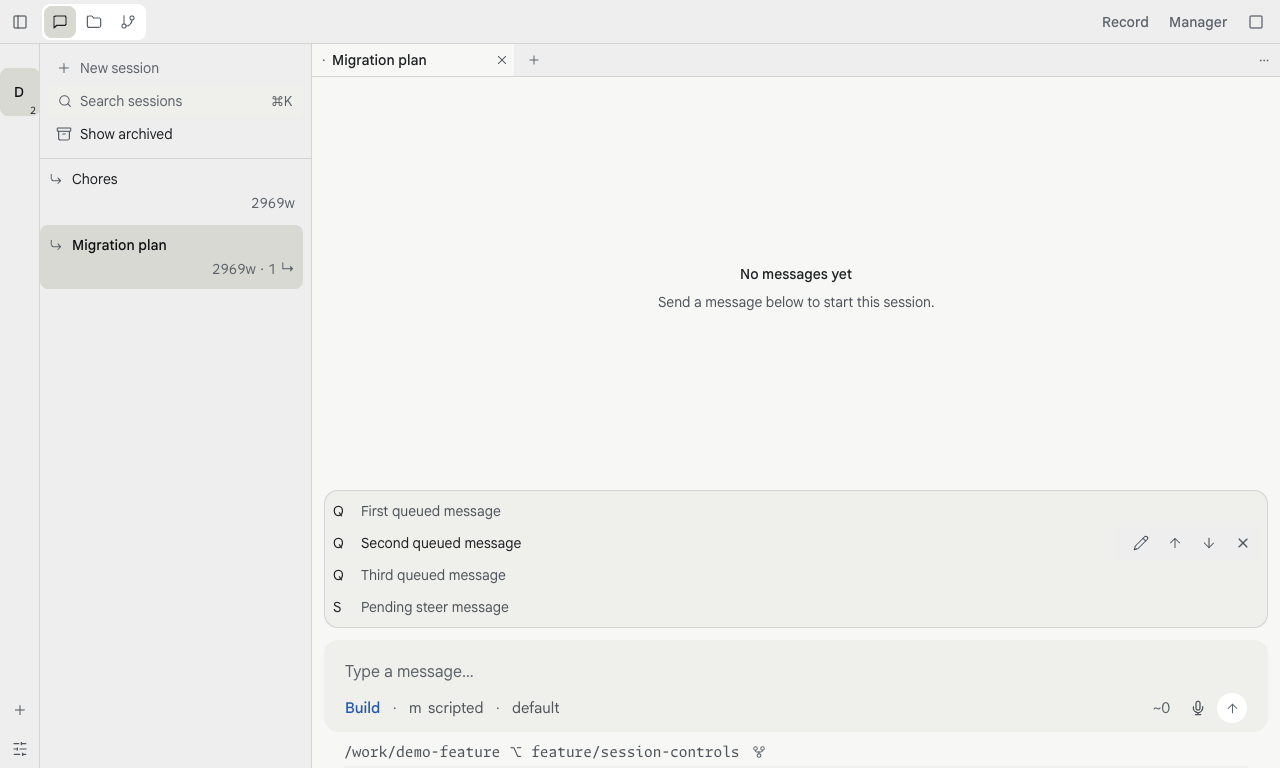 Record
Manager
D
2
New session
Search sessions ⌘K
Show archived
Chores
2969w
Migration plan
2969w · 1
· Migration plan
No messages yet
Send a message below to start this session.
Q First queued message
Q Second queued message
Q Third queued message
S Pending steer message
Type a message...
Build · m scripted · default
~0
/work/demo-feature ⌥ feature/session-controls